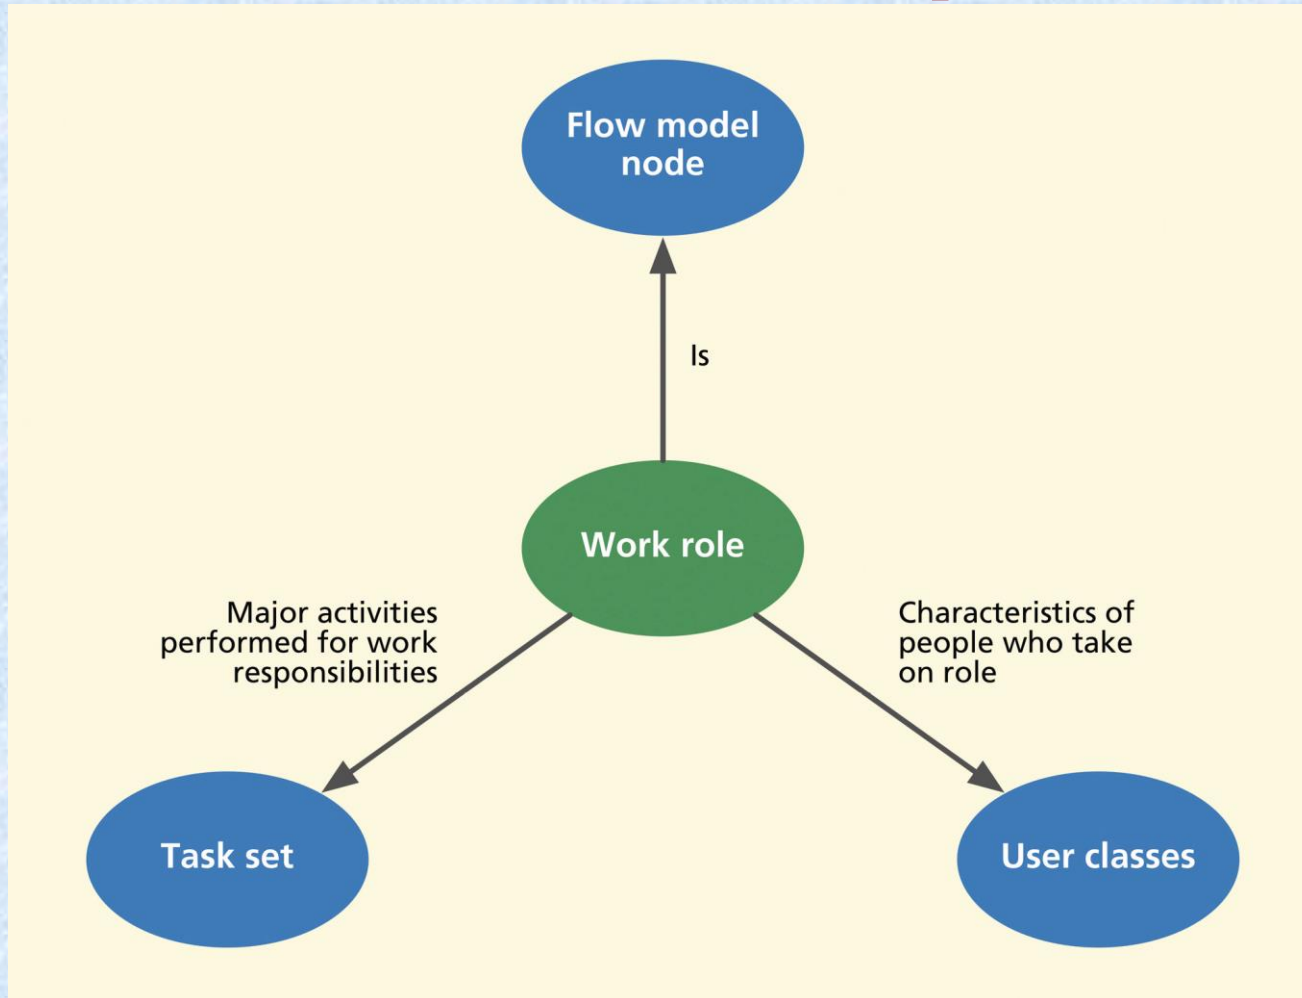 Flow model
node
Is
Work role
Major activities
performed for work
responsibilities
Characteristics of
people who take
on role
Task set
User classes